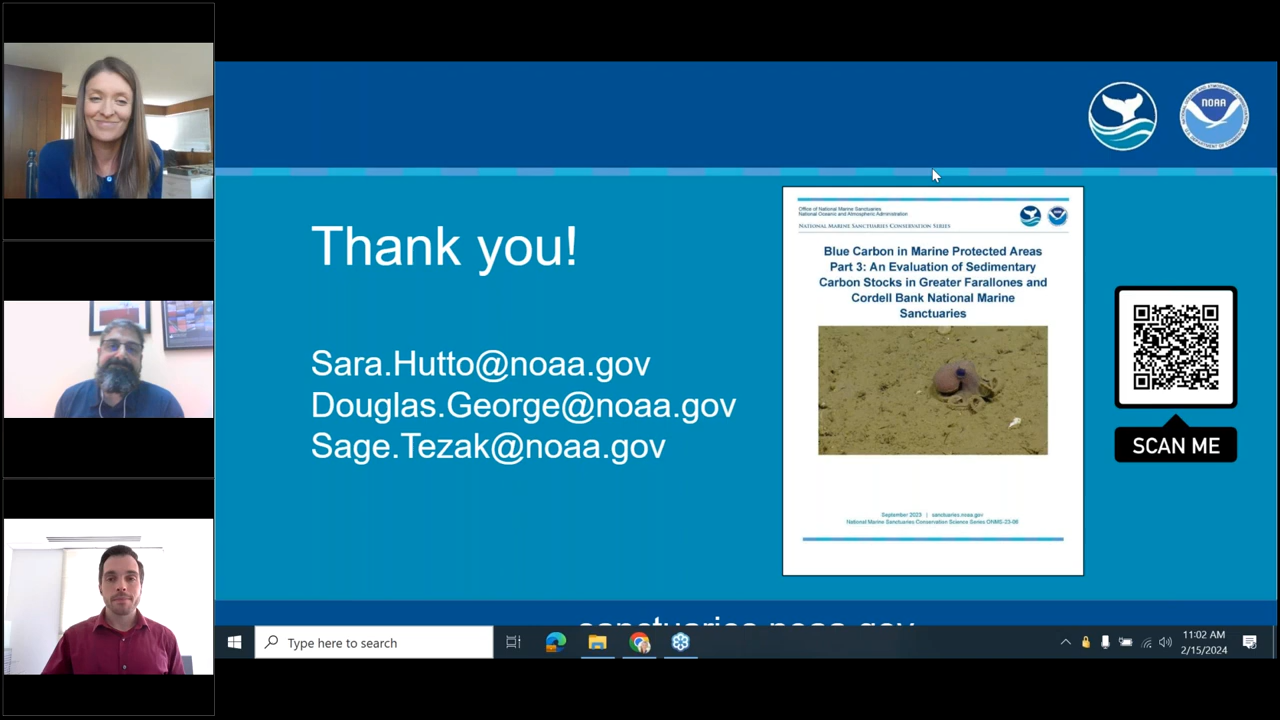 NOAA
Thank you!
Sara.Hutto@noaa.gov
Douglas.George@noaa.gov
Sage.Tezak@noaa.gov
Office of National Marine Sanctuaries
National Oceanic and Atmospheric Administration
NATIONAL MARINE SANCTUARIES CONSERVATION SERIES
Blue Carbon in Marine Protected Areas
Part 3: An Evaluation of Sedimentary
Carbon Stocks in Greater Farallones and
Cordell Bank National Marine
Sanctuaries
September 2023 | sanctuaries.noaa.gov
National Marine Sanctuaries Conservation Science Series ONMS-23-06
SCAN ME
sanctuaries.noaa.gov
Type here to search
11:02 AM
2/15/2024